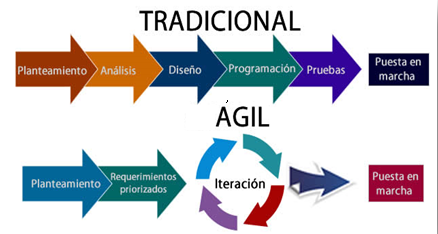 TRADICIONAL
Planteamiento Análisis Diseño Programación Pruebas Puesta en
marcha
AGIL
Planteamiento Requerimientos
priorizados Iteración Puesta en
marcha